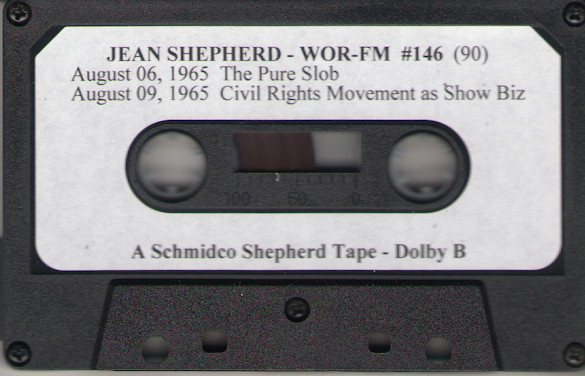 JEAN SHEPHERD - WOR-FM #146 (90)
August 06, 1965 The Pure Slob
August 09, 1965 Civil Rights Movement as Show Biz
100 50 0
A Schmidco Shepherd Tape - Dolby B